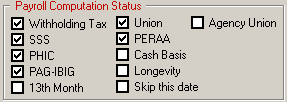 Payroll Computation Status
Withholding Tax Union Agency Union
SSS PERAA
PHIC Cash Basis
PAG-IBIG Longevity
13th Month Skip this date